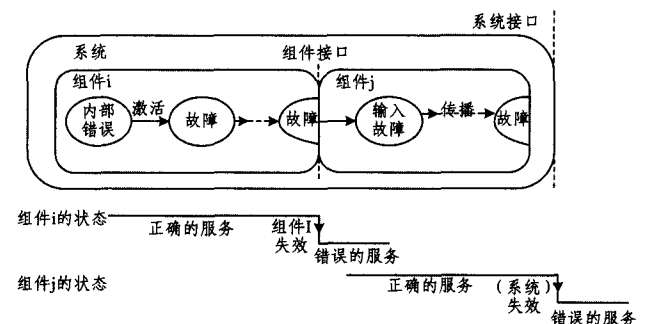 系统接口
系统
组件接口
组件i
组件j
内部
错误
激活
故障
故障
输入
故障
传播
故障
组件i的状态
正确的服务
组件I
失效
错误的服务
组件j的状态
正确的服务
(系统)
失效
错误的服务